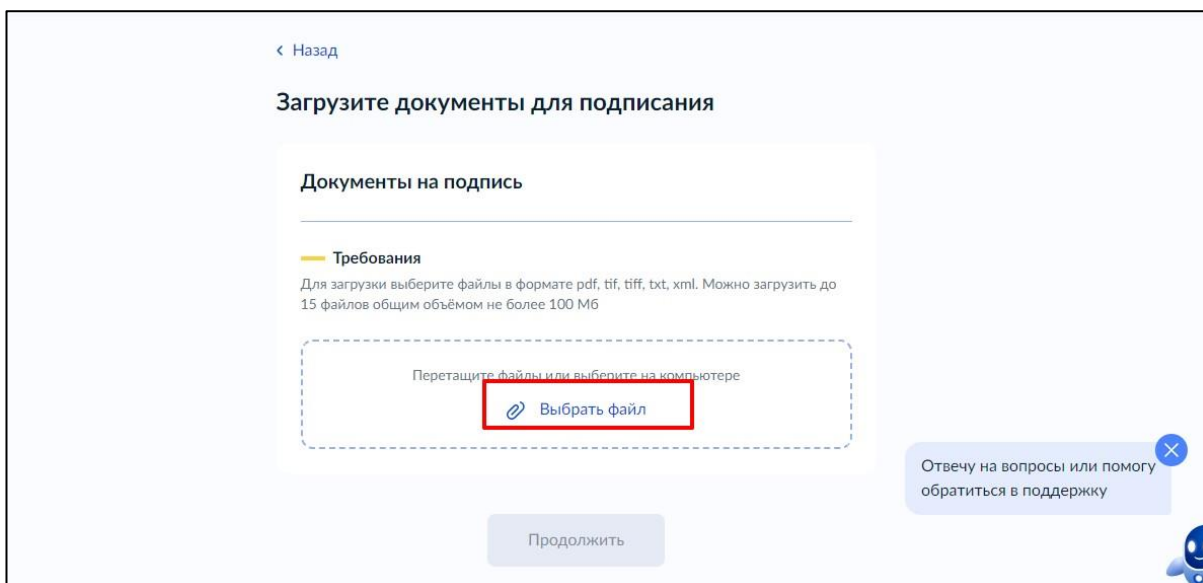 Назад
Загрузите документы для подписания
Документы на подпись
Требования
Для загрузки выберите файлы в формате pdf, tif, tiff, txt, xml. Можно загрузить до
15 файлов общим объёмом не более 100 Мб
Перетащите файлы или выберите на компьютере
Выбрать файл
Отвечу на вопросы или помогу
обратиться в поддержку
Продолжить